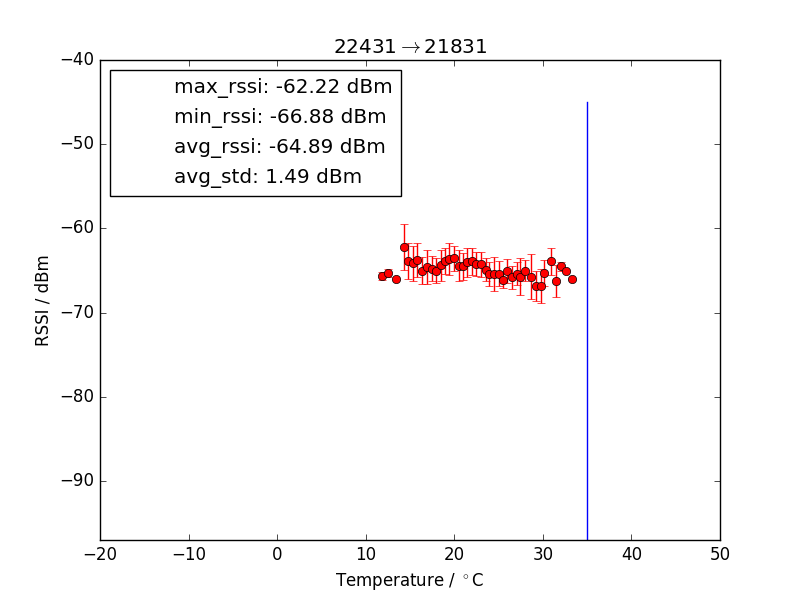 22431→21831
max_rssi: -62.22 dBm
min_rssi: -66.88 dBm
avg_rssi: -64.89 dBm
avg_std: 1.49 dBm
RSSI / dBm
−40
−50
−60
−70
−80
−90
−20 −10 0 10 20 30 40 50
Temperature / °C